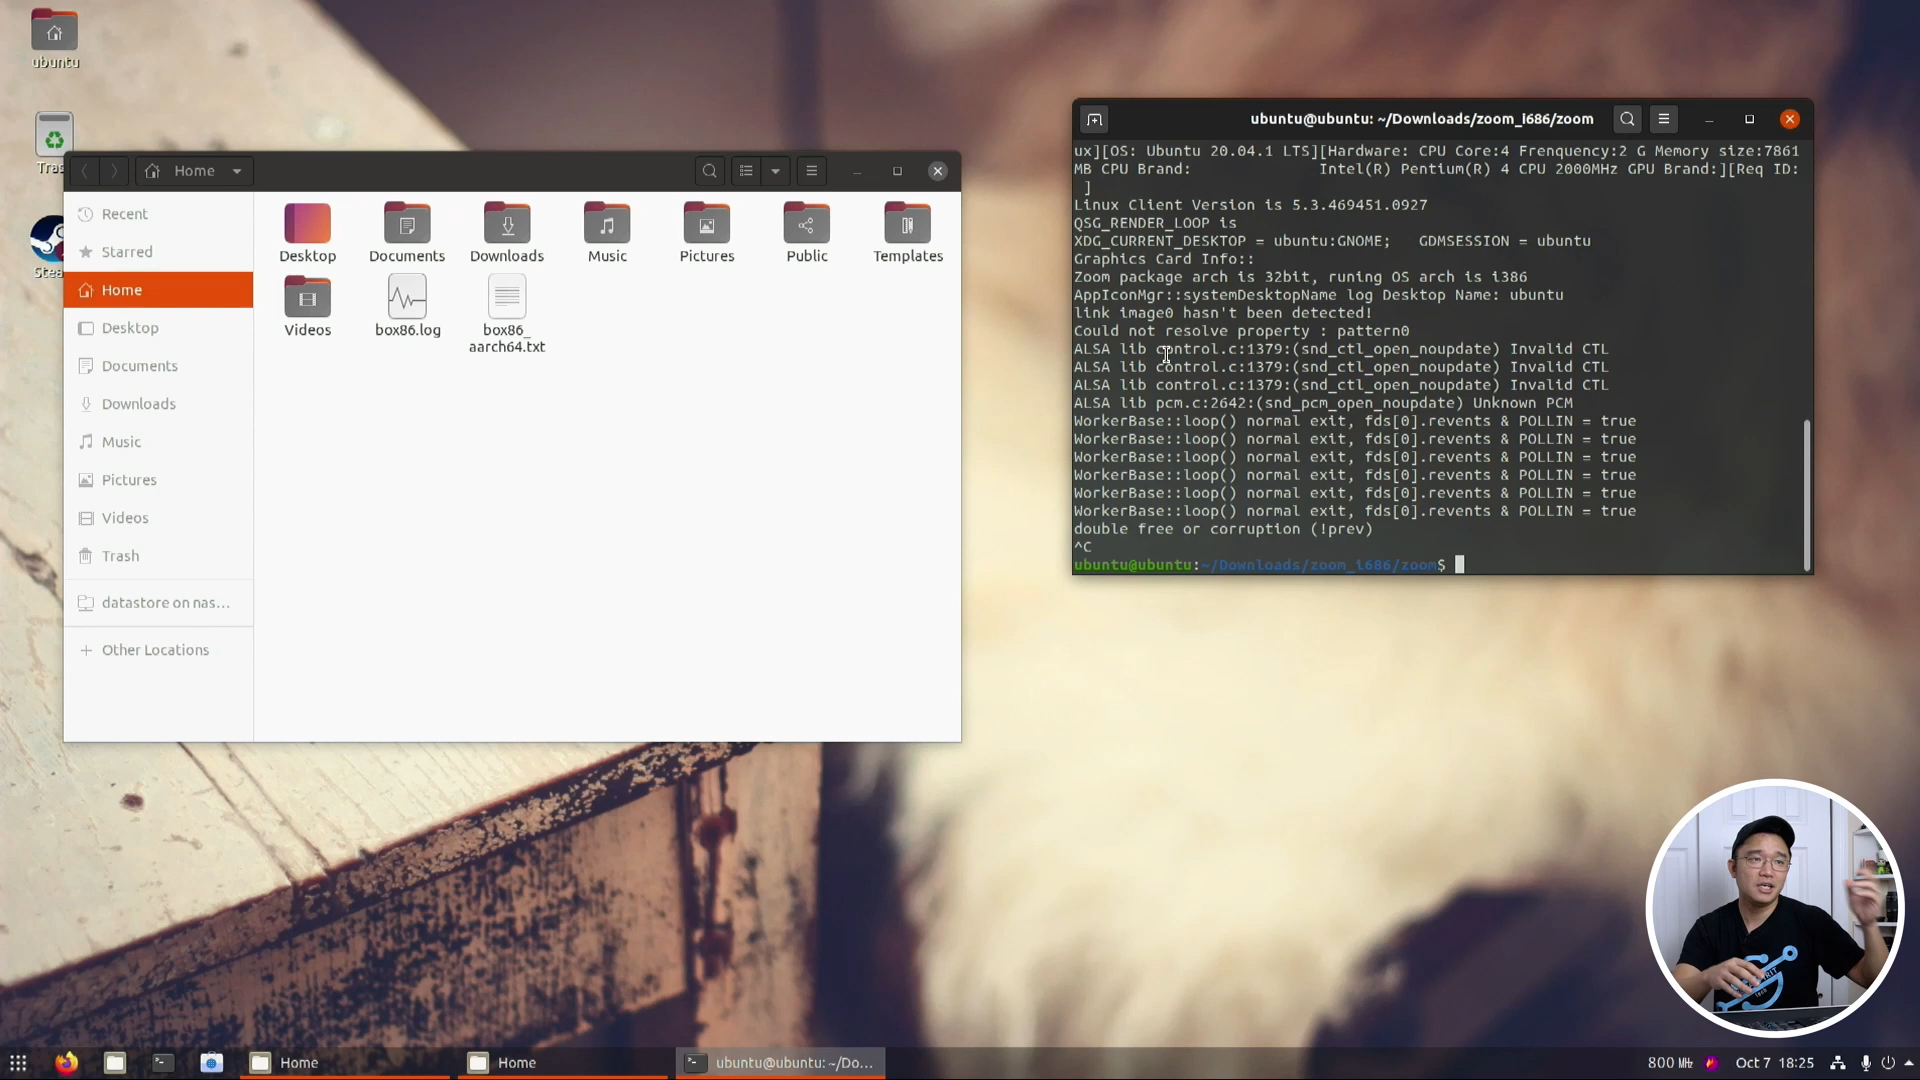 ubuntu
Tras
Stea
Home
Recent
Starred
Home
Desktop
Documents
Downloads
Music
Pictures
Videos
Trash
datastore on nas...
Other Locations
Desktop
Documents
Downloads
Music
Pictures
Public
Templates
Videos
box86.log
box86_
aarch64.txt
ubuntu@ubuntu: ~/Downloads/zoom_i686/zoom
ux][OS: Ubuntu 20.04.1 LTS][Hardware: CPU Core:4 Frenquency:2 G Memory size:7861
MB CPU Brand:               Intel(R) Pentium(R) 4 CPU 2000MHz GPU Brand:][Req ID:
]
Linux Client Version is 5.3.469451.0927
QSG_RENDER_LOOP is
XDG_CURRENT_DESKTOP = ubuntu:GNOME;   GDMSESSION = ubuntu
Graphics Card Info::
Zoom package arch is 32bit, runing OS arch is i386
AppIconMgr::systemDesktopName log Desktop Name: ubuntu
link image0 hasn't been detected!
Could not resolve property : pattern0
ALSA lib control.c:1379:(snd_ctl_open_noupdate) Invalid CTL
ALSA lib control.c:1379:(snd_ctl_open_noupdate) Invalid CTL
ALSA lib control.c:1379:(snd_ctl_open_noupdate) Invalid CTL
ALSA lib pcm.c:2642:(snd_pcm_open_noupdate) Unknown PCM
WorkerBase::loop() normal exit, fds[0].revents & POLLIN = true
WorkerBase::loop() normal exit, fds[0].revents & POLLIN = true
WorkerBase::loop() normal exit, fds[0].revents & POLLIN = true
WorkerBase::loop() normal exit, fds[0].revents & POLLIN = true
WorkerBase::loop() normal exit, fds[0].revents & POLLIN = true
WorkerBase::loop() normal exit, fds[0].revents & POLLIN = true
double free or corruption (!prev)
^C
ubuntu@ubuntu:~/Downloads/zoom_i686/zoom$
Home
Home
ubuntu@ubuntu: ~/Do...
800 MHz
Oct 7 18:25